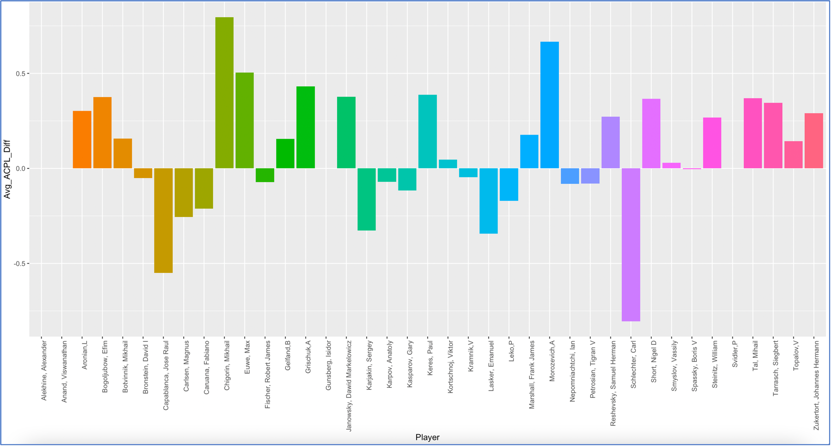 Avg_ACPL_Diff
0.5
0.0
-0.5
Alekhine, Alexander
Anand, Viswanathan
Aronian,L
Bogoljubow, Efim
Botvinnik, Mikhail
Bronstein, David I
Capablanca, Jose Raul
Carlsen, Magnus
Caruana, Fabiano
Chigorin, Mikhail
Euwe, Max
Fischer, Robert James
Gelfand,B
Grischuk,A
Gunsberg, Isidor
Janowsky, Dawid Markelowicz
Karjakin, Sergey
Karpov, Anatoly
Kasparov, Gary
Keres, Paul
Kortschnoj, Viktor
Kramnik,V
Lasker, Emanuel
Leko,P
Marshall, Frank James
Morozevich,A
Nepomniachtchi, Ian
Petrosian, Tigran V
Reshevsky, Samuel Herman
Schlechter, Carl
Short, Nigel D
Smyslov, Vassily
Spassky, Boris V
Steinitz, William
Svidler,P
Tal, Mihail
Tarrasch, Siegbert
Topalov,V
Zukertort, Johannes Hermann
Player